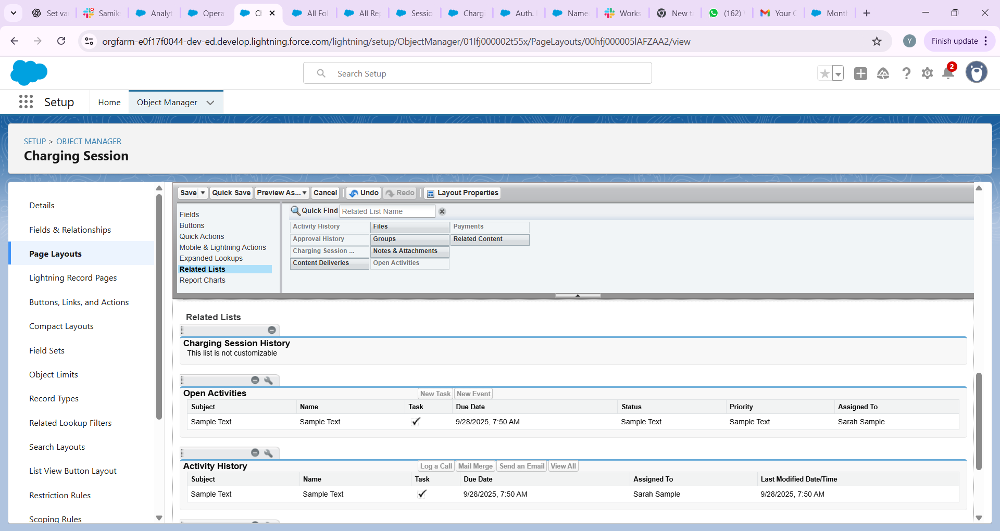 Set va
Samik
Analyt
Opera
Cl
All Fol
All Rep
Sessio
Chargi
Auth.
Name
Works
New ta
(162)
Your C
Month
orgfarm-e0f17f0044-dev-ed.develop.lightning.force.com/lightning/setup/ObjectManager/01Ifj000002t55x/PageLayouts/00hfj000005lAFZAA2/view
Y
Finish update
Search Setup
2
Setup
Home
Object Manager
SETUP > OBJECT MANAGER
Charging Session
Details
Fields & Relationships
Page Layouts
Lightning Record Pages
Buttons, Links, and Actions
Compact Layouts
Field Sets
Object Limits
Record Types
Related Lookup Filters
Search Layouts
List View Button Layout
Restriction Rules
Scoping Rules
Save Quick Save Preview As... Cancel Undo Redo Layout Properties
Fields
Buttons
Quick Actions
Mobile & Lightning Actions
Expanded Lookups
Related Lists
Report Charts
Quick Find Related List Name
Activity History Files Payments
Approval History Groups Related Content
Charging Session ... Notes & Attachments
Content Deliveries Open Activities
Related Lists
Charging Session History
This list is not customizable
Open Activities New Task New Event
Subject Name Task Due Date Status Priority Assigned To
Sample Text Sample Text 9/28/2025, 7:50 AM Sample Text Sample Text Sarah Sample
Activity History Log a Call Mail Merge Send an Email View All
Subject Name Task Due Date Assigned To Last Modified Date/Time
Sample Text Sample Text 9/28/2025, 7:50 AM Sarah Sample 9/28/2025, 7:50 AM